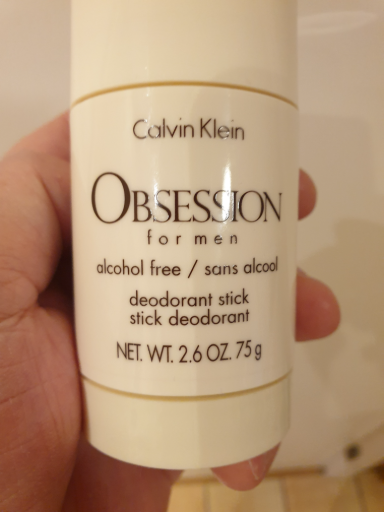 Calvin Klein
OBSESSION
for men
alcohol free / sans alcool
deodorant stick
stick deodorant
NET. WT. 2.6 OZ. 75 g